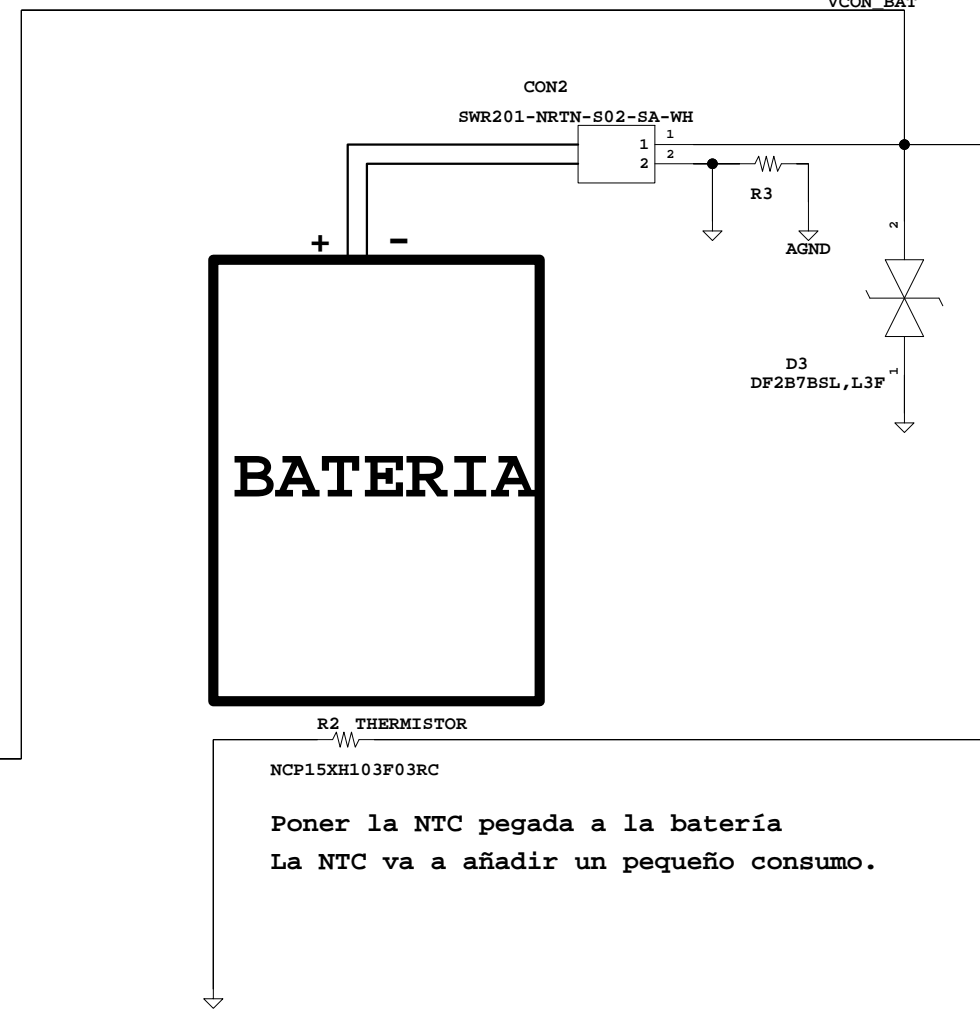 VCON_BAT
CON2
SWR201-NRTN-S02-SA-WH
1 1
2 2
R3
AGND
2
+ -
D3
1
DF2B7BSL,L3F
BATERIA
R2 THERMISTOR
NCP15XH103F03RC
Poner la NTC pegada a la batería
La NTC va a añadir un pequeño consumo.